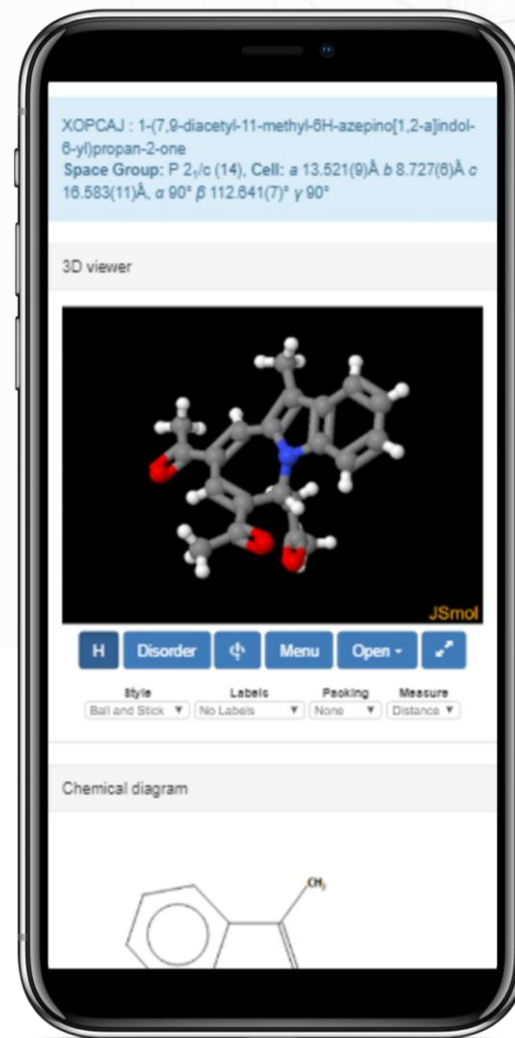 XOPCAJ : 1-(7,9-diacetyl-11-methyl-6H-azepino[1,2-a]indol-
6-yl)propan-2-one
Space Group: P 2₁/c (14), Cell: a 13.521(9)Å b 8.727(6)Å c
16.583(11)Å, α 90° β 112.641(7)° γ 90°
3D viewer
JSmol
H Disorder Menu Open
Style Labels Packing Measure
Ball and Stick No Labels None Distance
Chemical diagram
CH₃